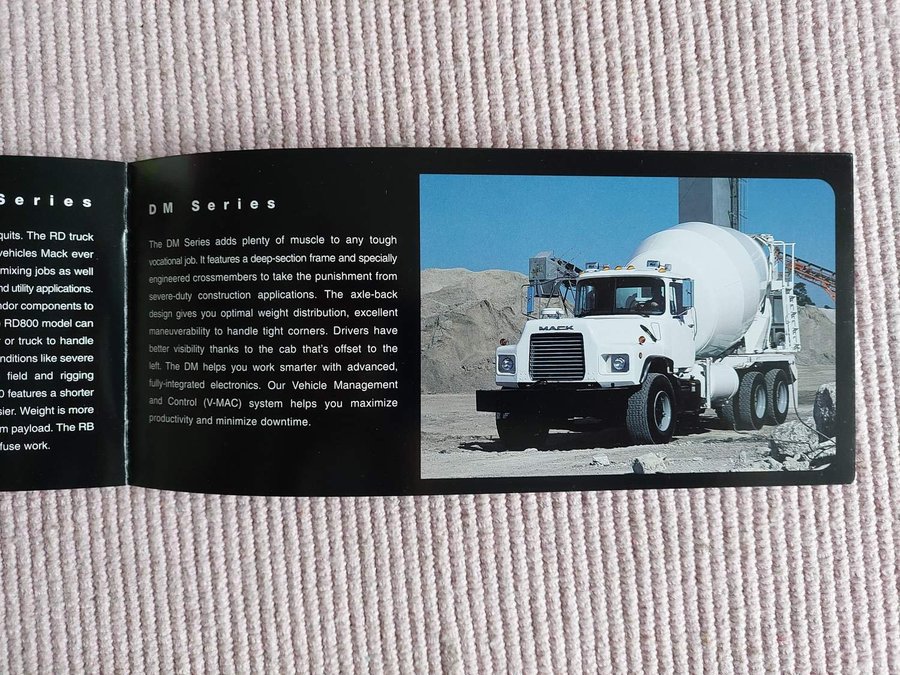 Series
quits. The RD truck
vehicles Mack ever
mixing jobs as well
nd utility applications.
ndor components to
RD800 model can
or truck to handle
nditions like severe
field and rigging
0 features a shorter
sier. Weight is more
m payload. The RB
fuse work.
DM Series
The DM Series adds plenty of muscle to any tough
vocational job. It features a deep-section frame and specially
engineered crossmembers to take the punishment from
severe-duty construction applications. The axle-back
design gives you optimal weight distribution, excellent
maneuverability to handle tight corners. Drivers have
better visibility thanks to the cab that's offset to the
left. The DM helps you work smarter with advanced,
fully-integrated electronics. Our Vehicle Management
and Control (V-MAC) system helps you maximize
productivity and minimize downtime.
MACK